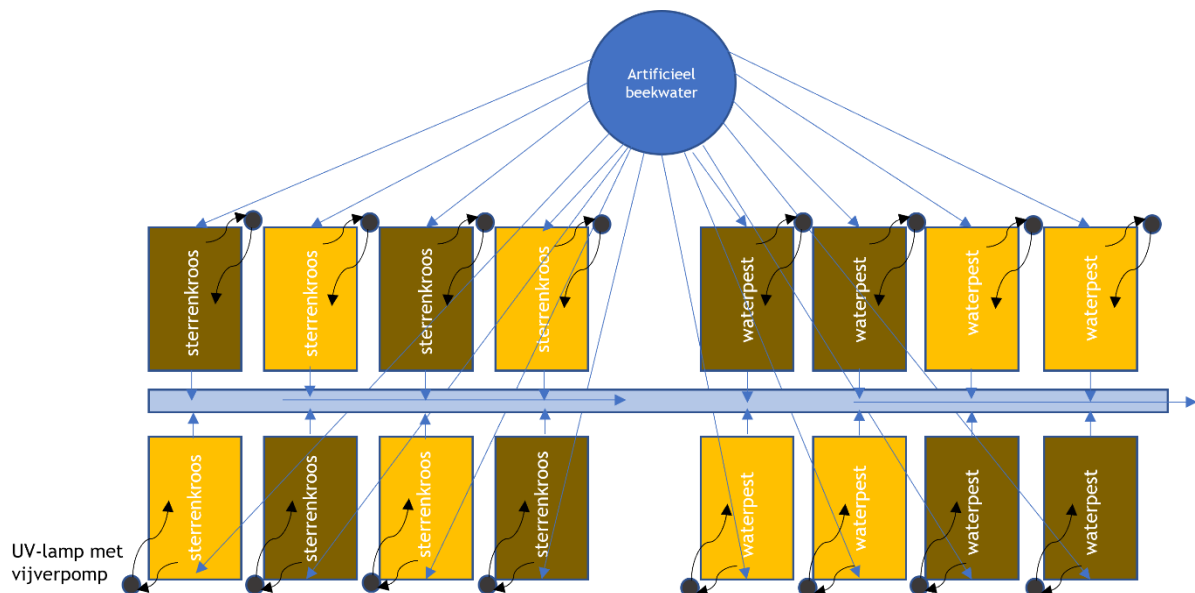 Artificieel
beekwater
sterrenkroos
sterrenkroos
sterrenkroos
sterrenkroos
waterpest
waterpest
waterpest
waterpest
sterrenkroos
sterrenkroos
sterrenkroos
sterrenkroos
waterpest
waterpest
waterpest
waterpest
UV-lamp met
vijverpomp